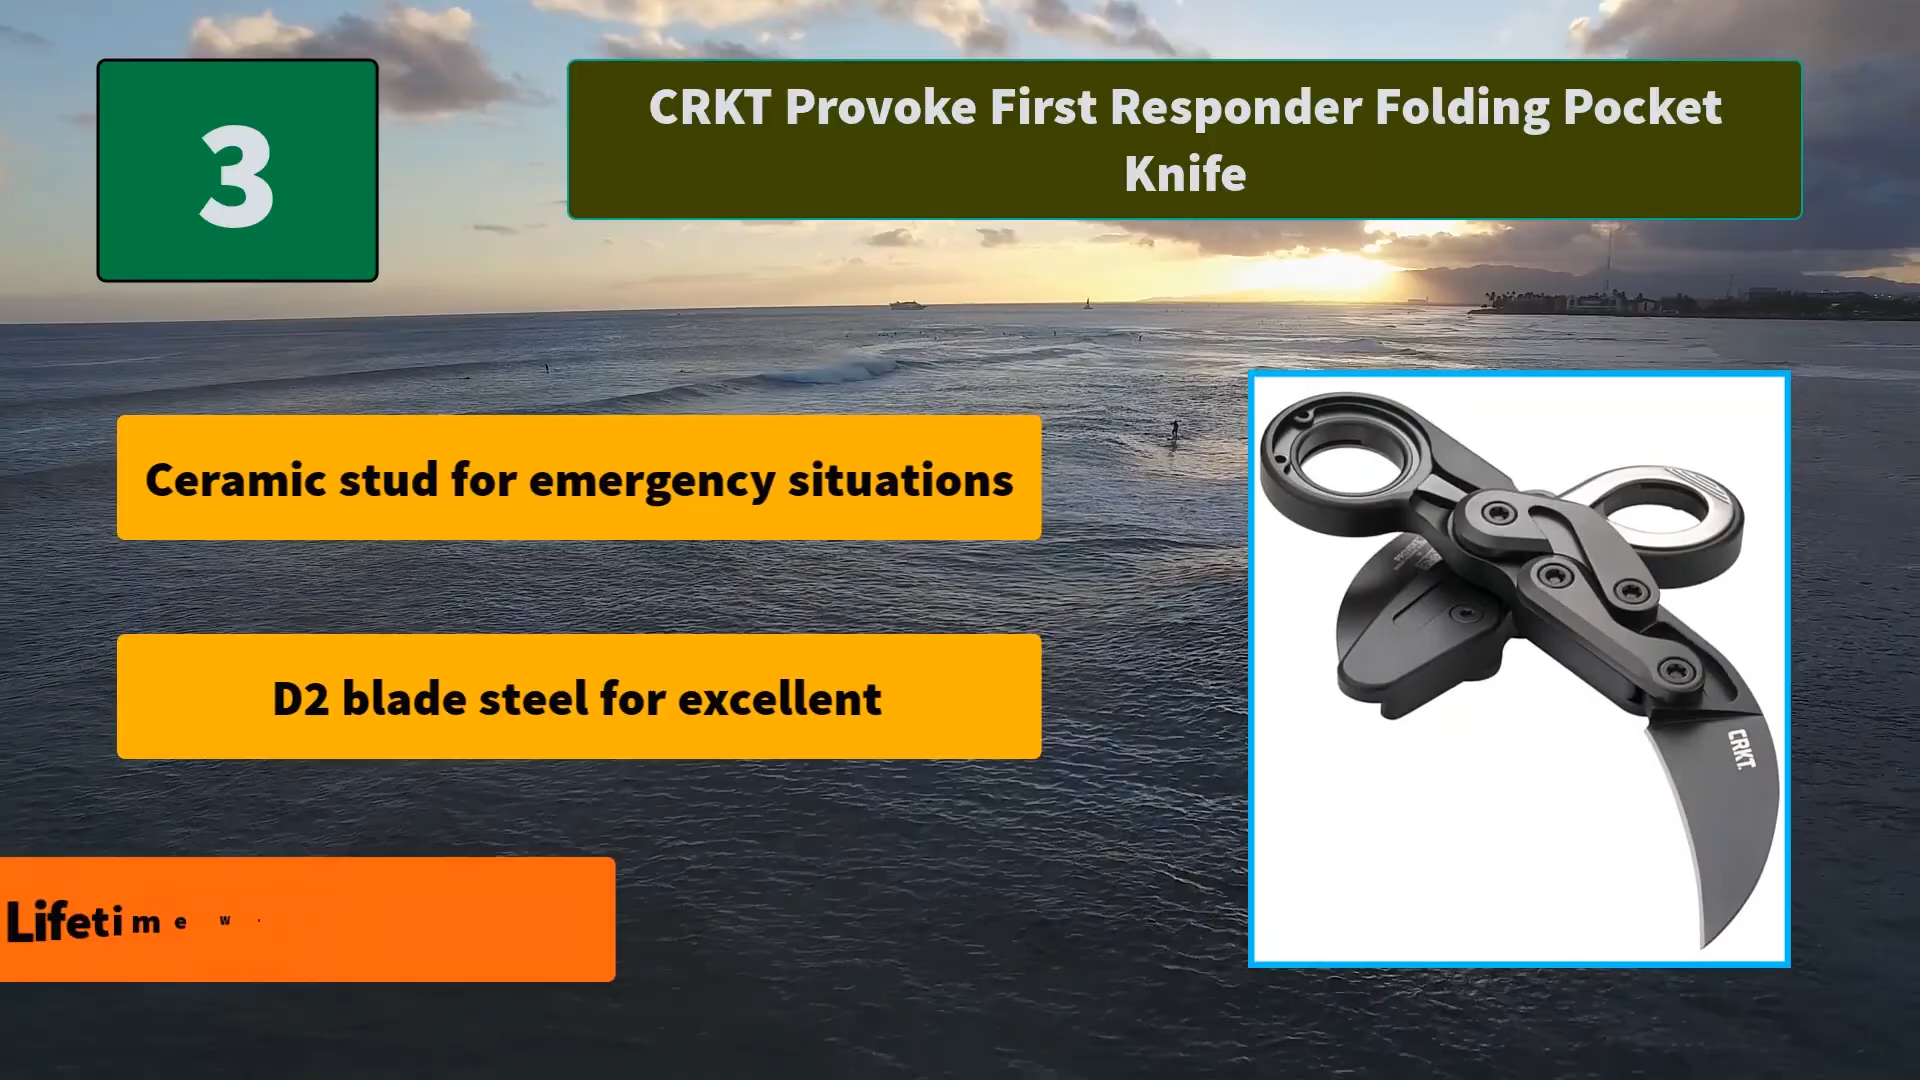 3
CRKT Provoke First Responder Folding Pocket
Knife
Ceramic stud for emergency situations
D2 blade steel for excellent
Lifetime w
CRKT